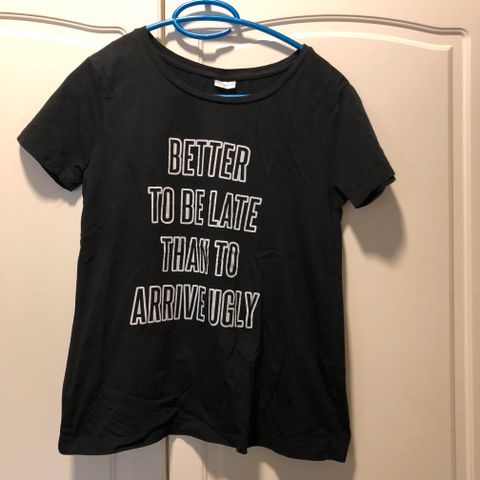 BETTER
TO BE LATE
THAN TO
ARRIVE UGLY